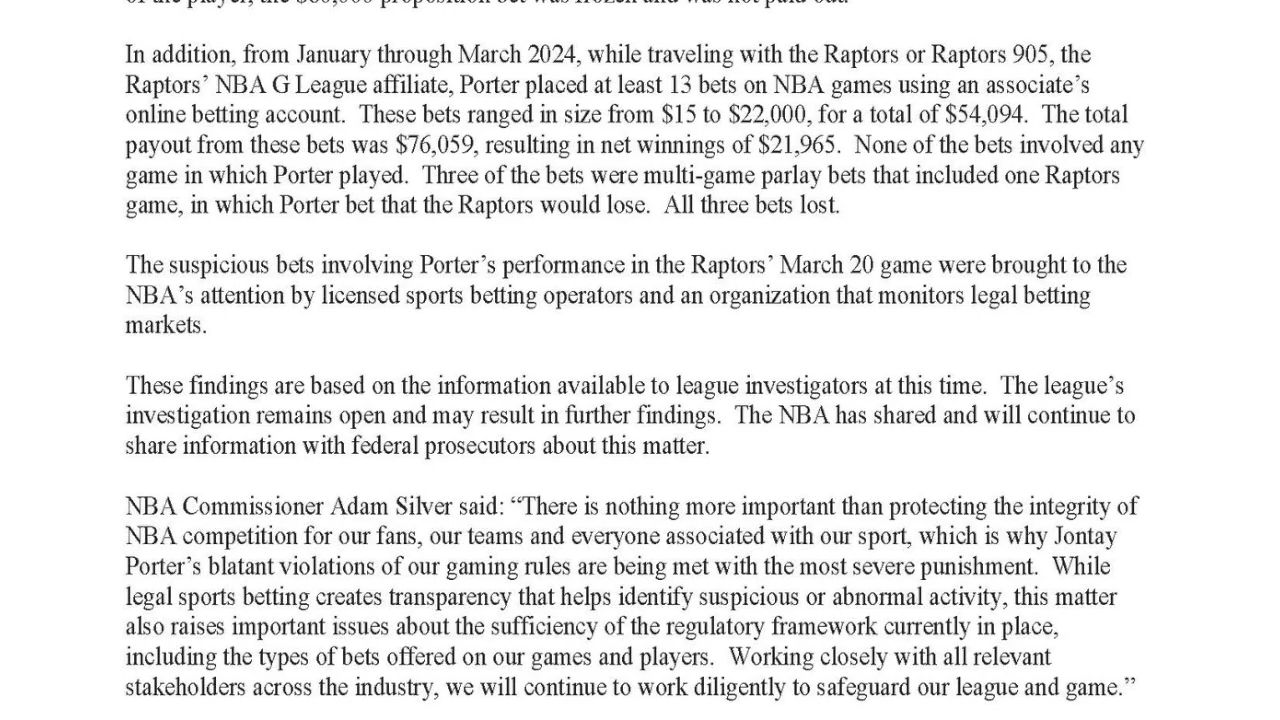 In addition, from January through March 2024, while traveling with the Raptors or Raptors 905, the
Raptors' NBA G League affiliate, Porter placed at least 13 bets on NBA games using an associate's
online betting account.  These bets ranged in size from $15 to $22,000, for a total of $54,094.  The total
payout from these bets was $76,059, resulting in net winnings of $21,965.  None of the bets involved any
game in which Porter played.  Three of the bets were multi-game parlay bets that included one Raptors
game, in which Porter bet that the Raptors would lose.  All three bets lost.
The suspicious bets involving Porter's performance in the Raptors' March 20 game were brought to the
NBA's attention by licensed sports betting operators and an organization that monitors legal betting
markets.
These findings are based on the information available to league investigators at this time.  The league's
investigation remains open and may result in further findings.  The NBA has shared and will continue to
share information with federal prosecutors about this matter.
NBA Commissioner Adam Silver said: “There is nothing more important than protecting the integrity of
NBA competition for our fans, our teams and everyone associated with our sport, which is why Jontay
Porter's blatant violations of our gaming rules are being met with the most severe punishment.  While
legal sports betting creates transparency that helps identify suspicious or abnormal activity, this matter
also raises important issues about the sufficiency of the regulatory framework currently in place,
including the types of bets offered on our games and players.  Working closely with all relevant
stakeholders across the industry, we will continue to work diligently to safeguard our league and game.”